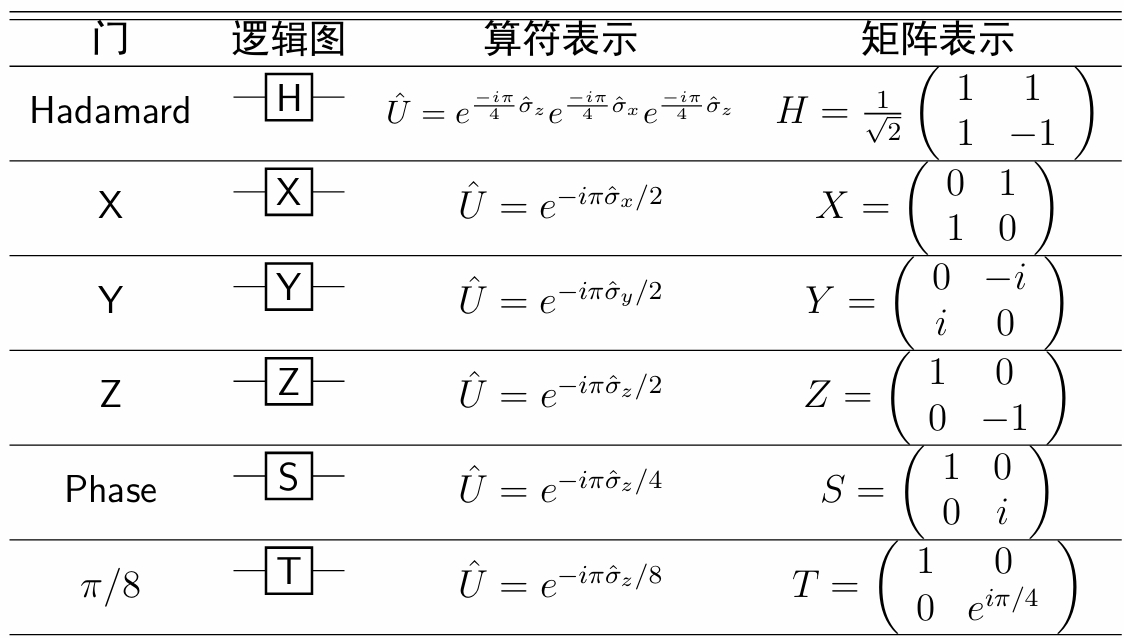 门 逻辑图 算符表示 矩阵表示
Hadamard H $\hat{U} = e^{\frac{-i\pi}{4}\hat{\sigma}_z} e^{\frac{-i\pi}{4}\hat{\sigma}_x} e^{\frac{-i\pi}{4}\hat{\sigma}_z}$ $H = \frac{1}{\sqrt{2}} \begin{pmatrix} 1 & 1 \\ 1 & -1 \end{pmatrix}$
X X $\hat{U} = e^{-i\pi\hat{\sigma}_x/2}$ $X = \begin{pmatrix} 0 & 1 \\ 1 & 0 \end{pmatrix}$
Y Y $\hat{U} = e^{-i\pi\hat{\sigma}_y/2}$ $Y = \begin{pmatrix} 0 & -i \\ i & 0 \end{pmatrix}$
Z Z $\hat{U} = e^{-i\pi\hat{\sigma}_z/2}$ $Z = \begin{pmatrix} 1 & 0 \\ 0 & -1 \end{pmatrix}$
Phase S $\hat{U} = e^{-i\pi\hat{\sigma}_z/4}$ $S = \begin{pmatrix} 1 & 0 \\ 0 & i \end{pmatrix}$
π/8 T $\hat{U} = e^{-i\pi\hat{\sigma}_z/8}$ $T = \begin{pmatrix} 1 & 0 \\ 0 & e^{i\pi/4} \end{pmatrix}$